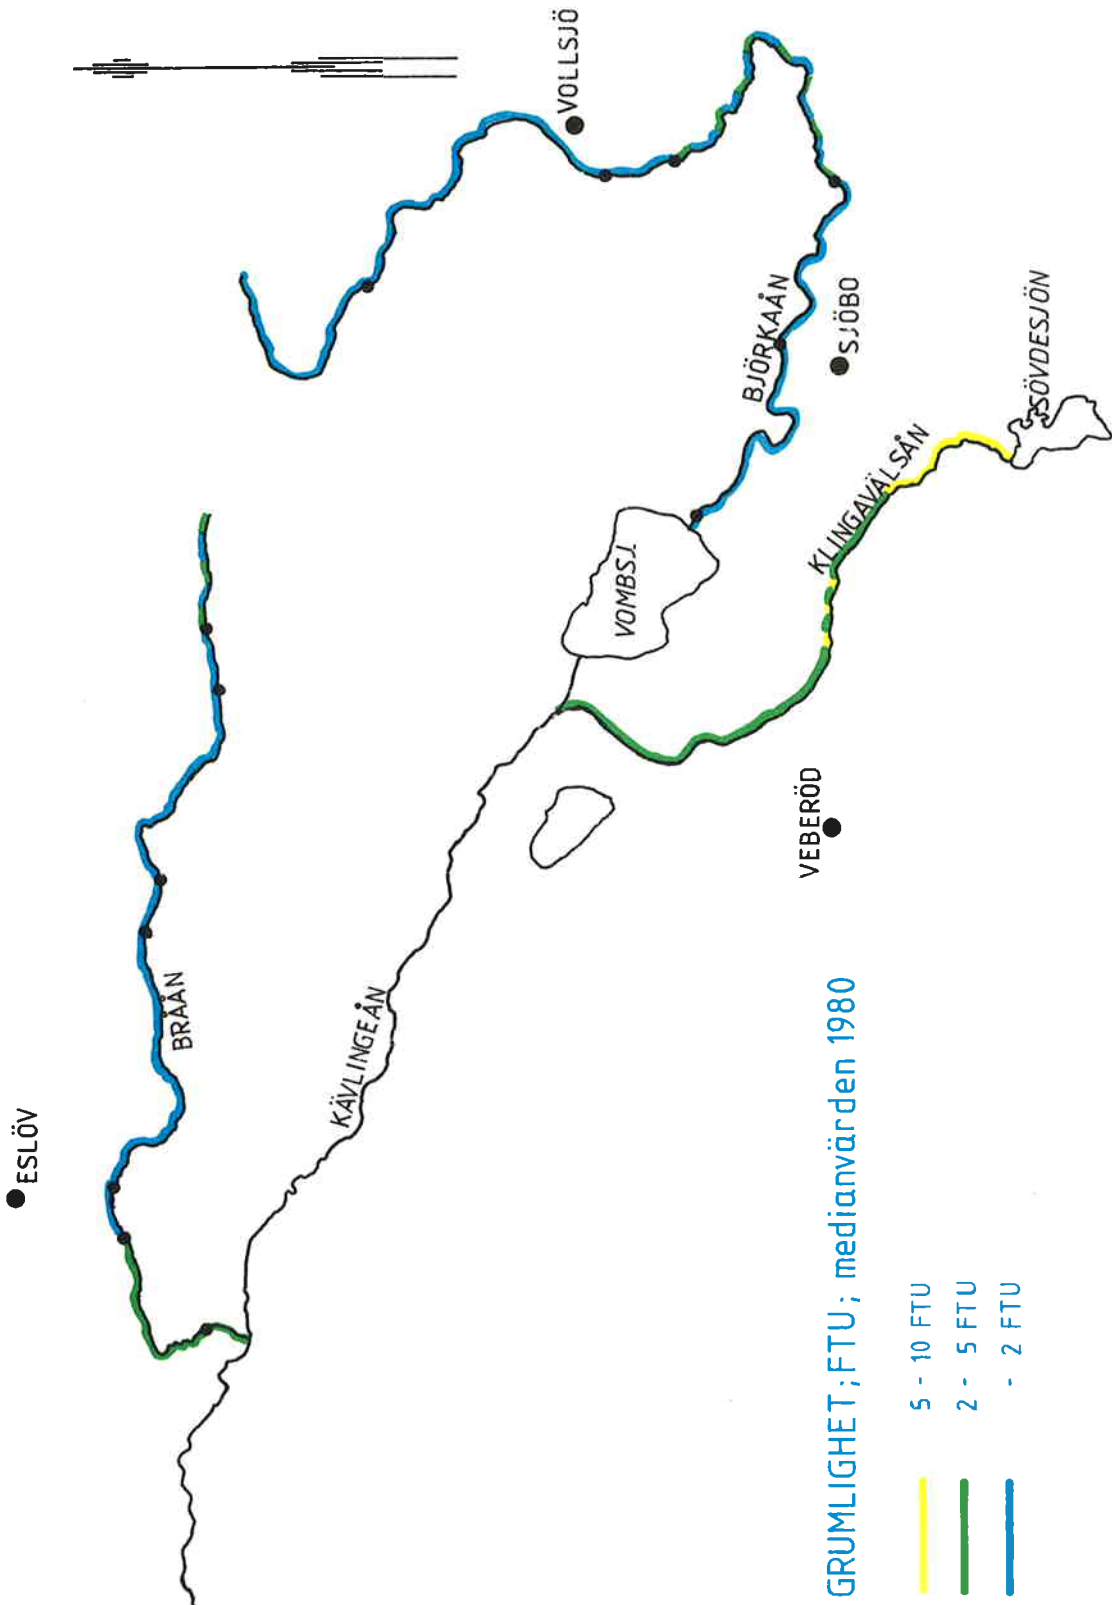 ESLÖV
VOLLSJÖ
BRÅÅN
KÄVLINGEÅN
VOMBSJ.
BJÖRKAÅN
SJÖBO
KLINGAVÄLSÅN
SÖVDESJÖN
VEBERÖD
GRUMLIGHET; FTU; medianvärden 1980
5 - 10 FTU
2 - 5 FTU
- 2 FTU